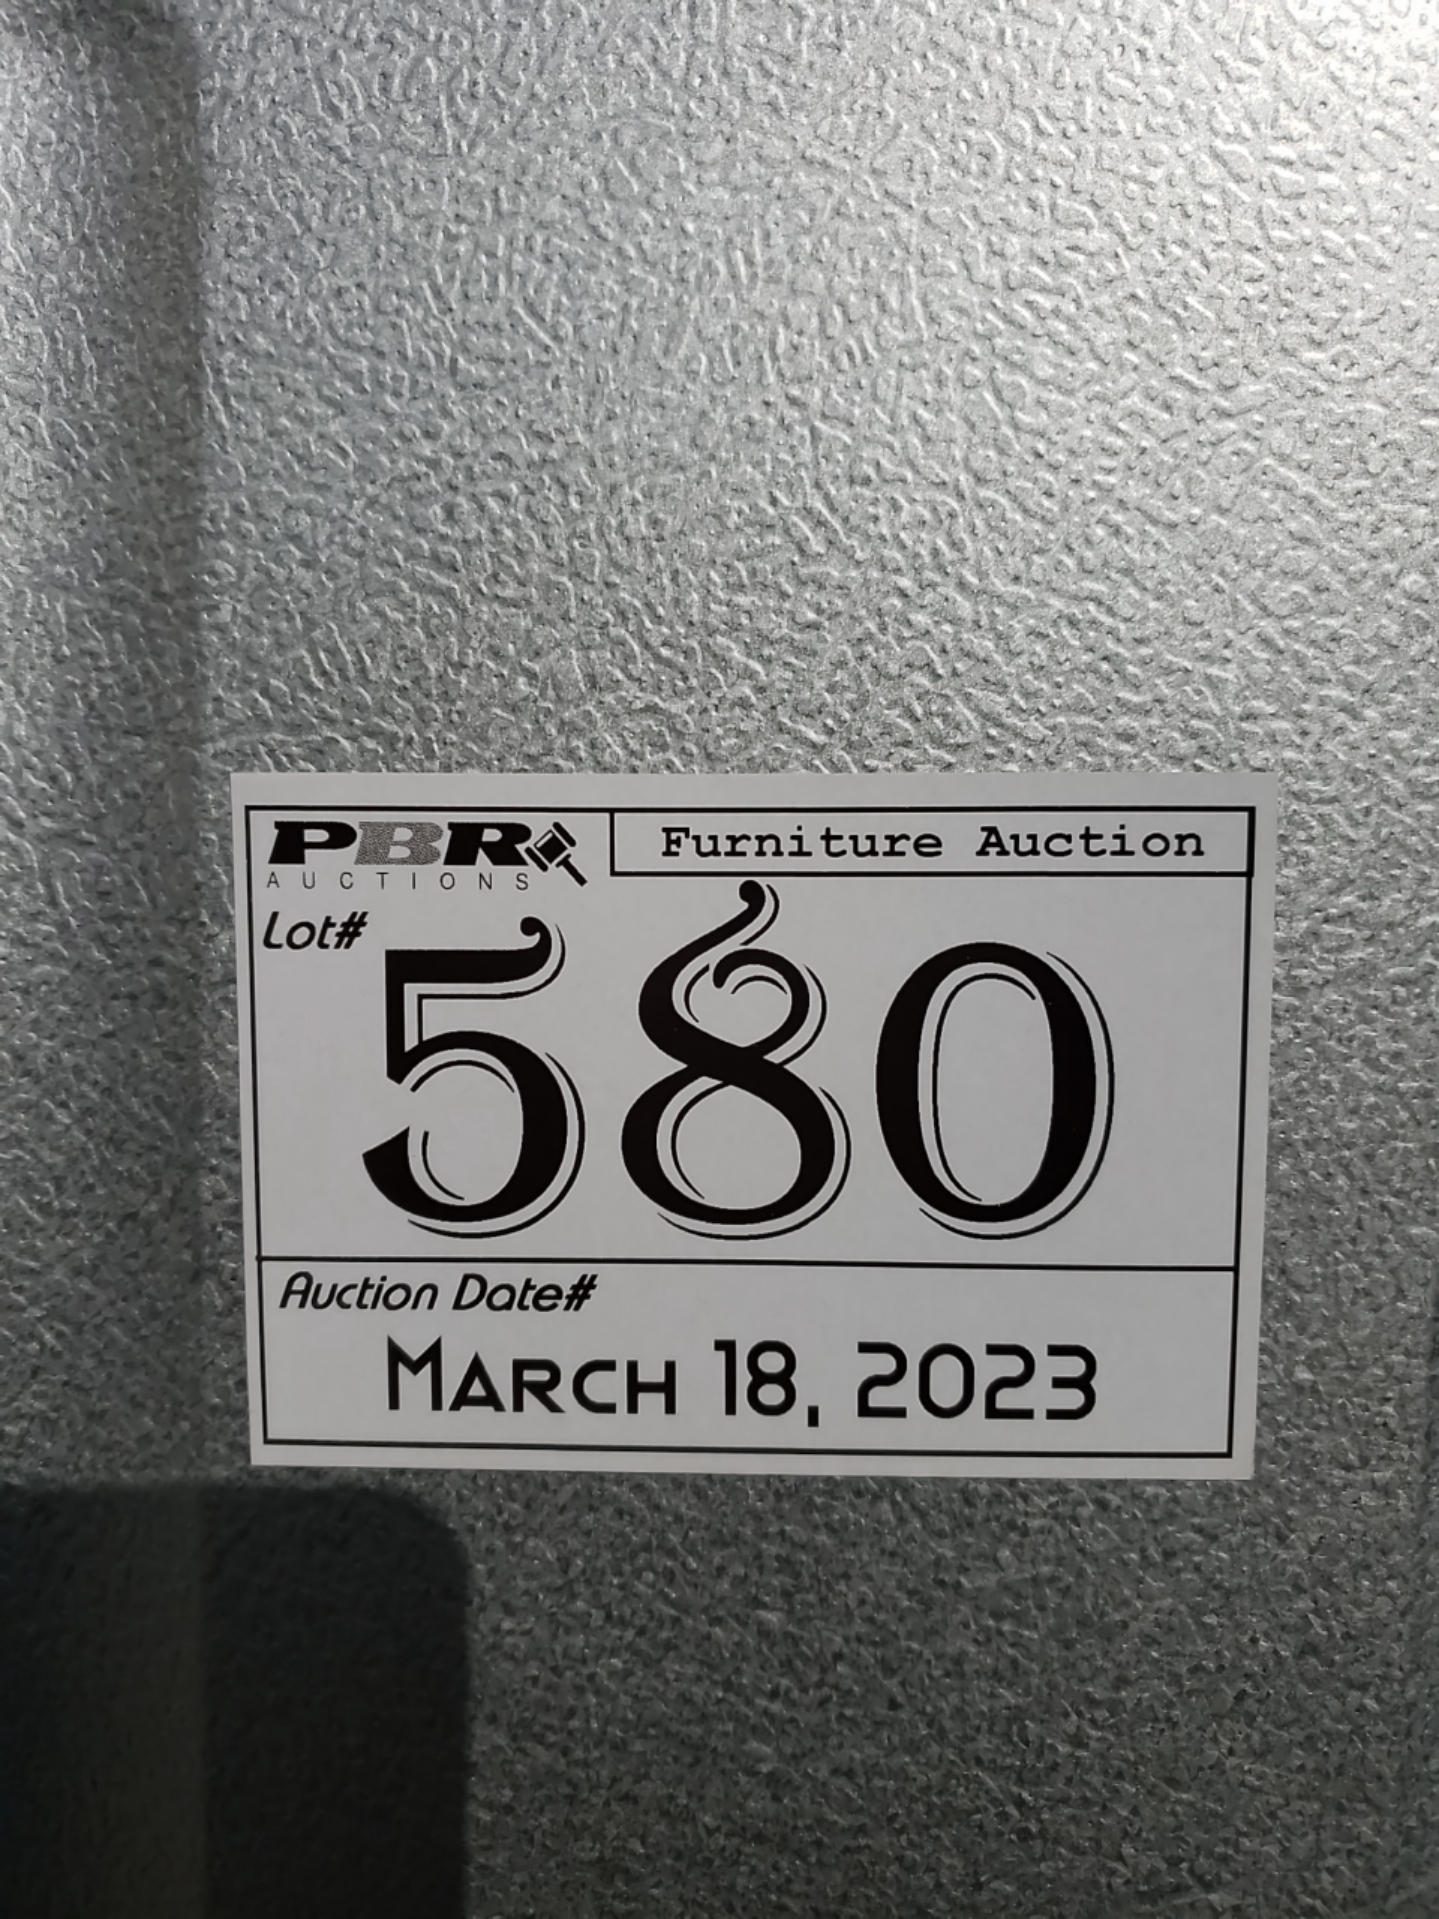 PBR
AUCTIONS
Furniture Auction
Lot#
580
Auction Date#
March 18, 2023